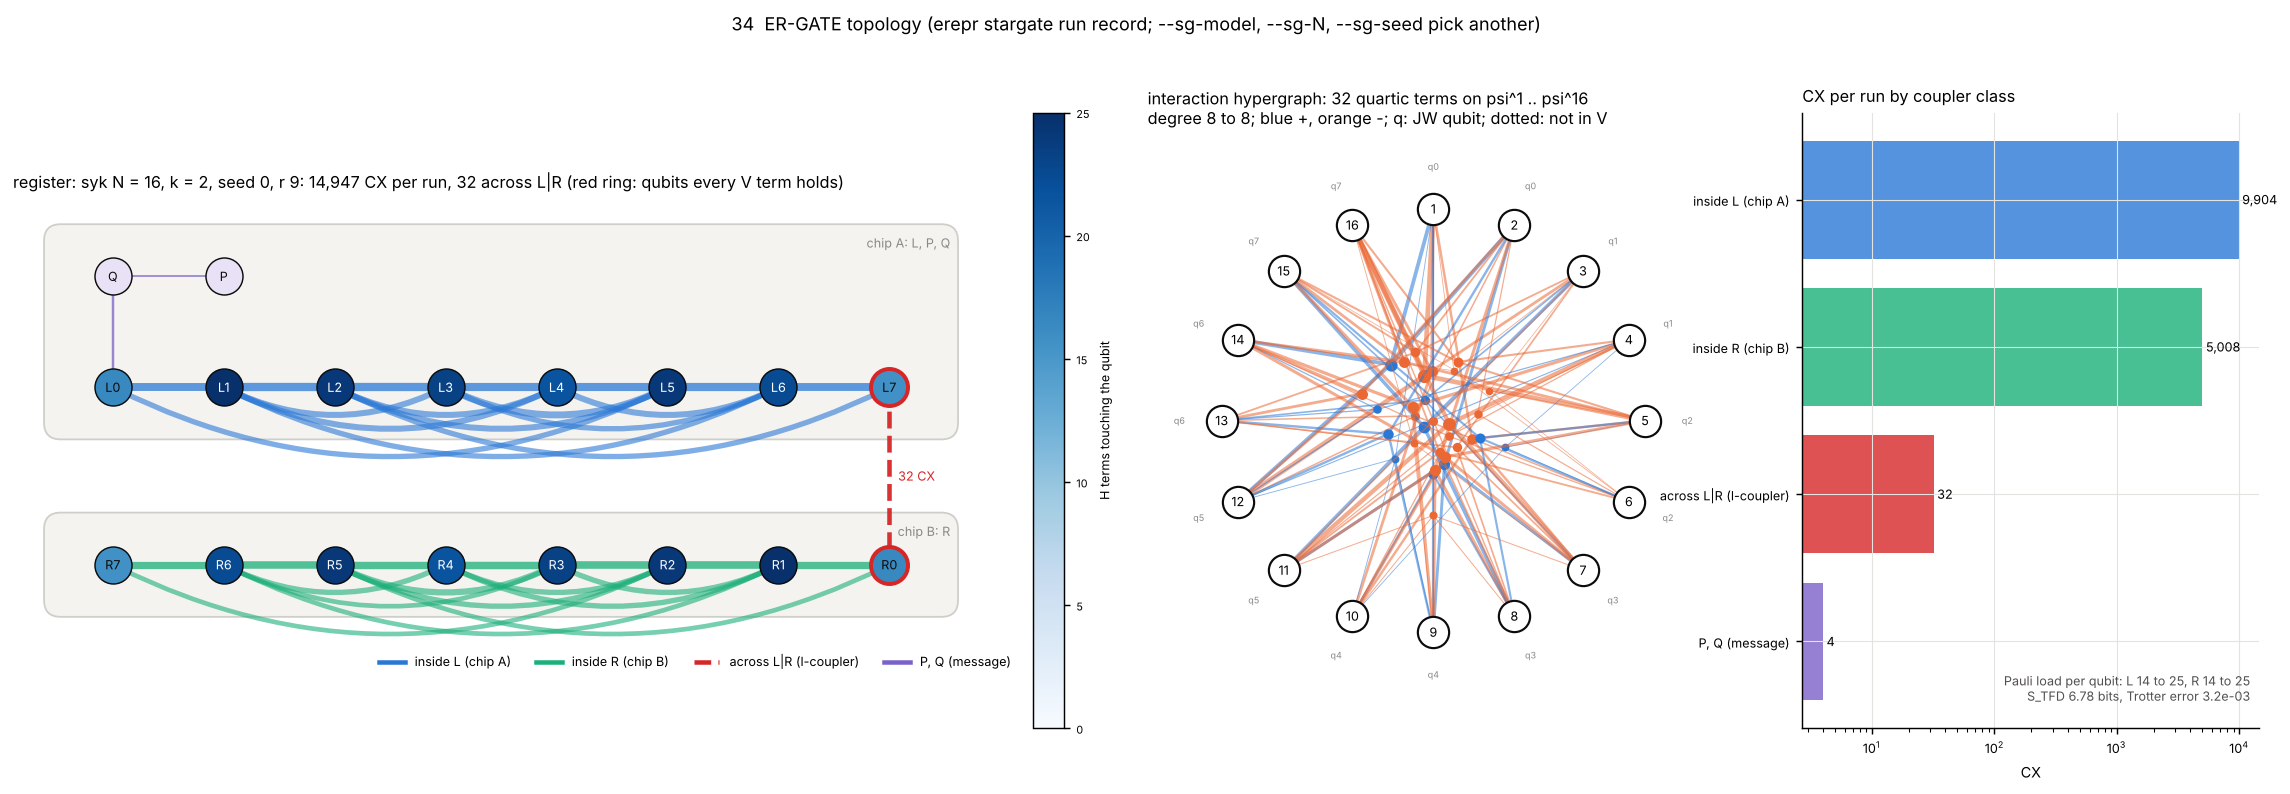 34  ER-GATE topology (erepr stargate run record; --sg-model, --sg-N, --sg-seed pick another)
register: syk N = 16, k = 2, seed 0, r 9: 14,947 CX per run, 32 across L|R (red ring: qubits every V term holds)
chip A: L, P, Q
Q
P
L0
L1
L2
L3
L4
L5
L6
L7
32 CX
chip B: R
R7
R6
R5
R4
R3
R2
R1
R0
inside L (chip A)
inside R (chip B)
across L|R (l-coupler)
P, Q (message)
25
20
15
10
5
0
H terms touching the qubit
interaction hypergraph: 32 quartic terms on psi^1 .. psi^16
degree 8 to 8; blue +, orange -; q: JW qubit; dotted: not in V
q0
q0
q1
q1
q2
q2
q3
q3
q4
q4
q5
q5
q6
q6
q7
q7
1
2
3
4
5
6
7
8
9
10
11
12
13
14
15
16
CX per run by coupler class
inside L (chip A)
9,904
inside R (chip B)
5,008
across L|R (l-coupler)
32
P, Q (message)
4
Pauli load per qubit: L 14 to 25, R 14 to 25
S_TFD 6.78 bits, Trotter error 3.2e-03
10¹
10²
10³
10⁴
CX